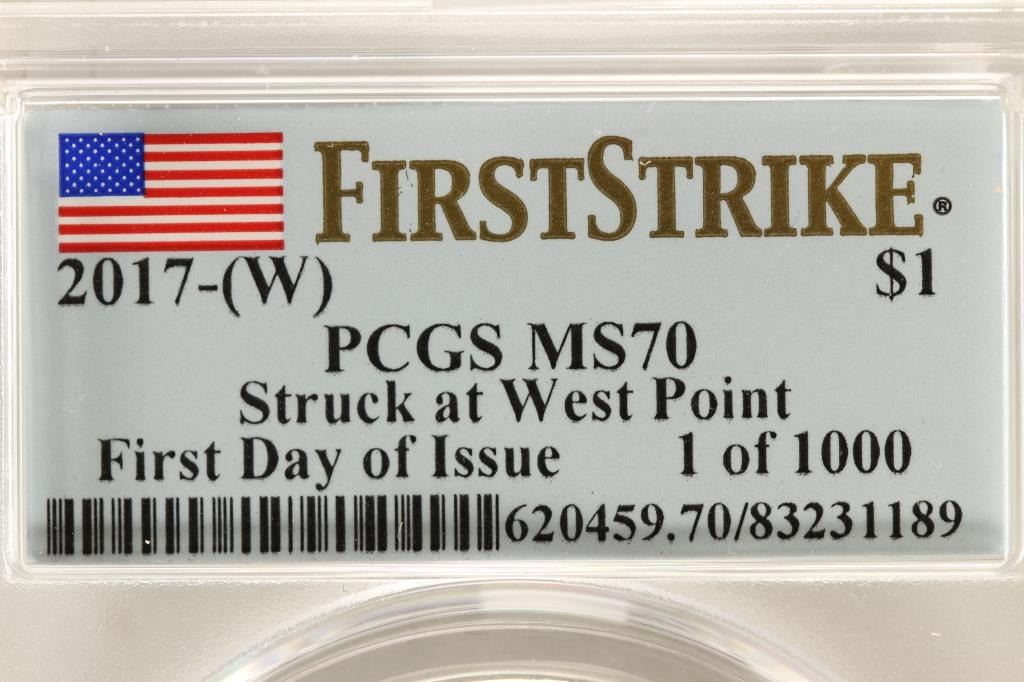 FIRSTSTRIKE®
2017-(W) $1
PCGS MS70
Struck at West Point
First Day of Issue 1 of 1000
620459.70/83231189